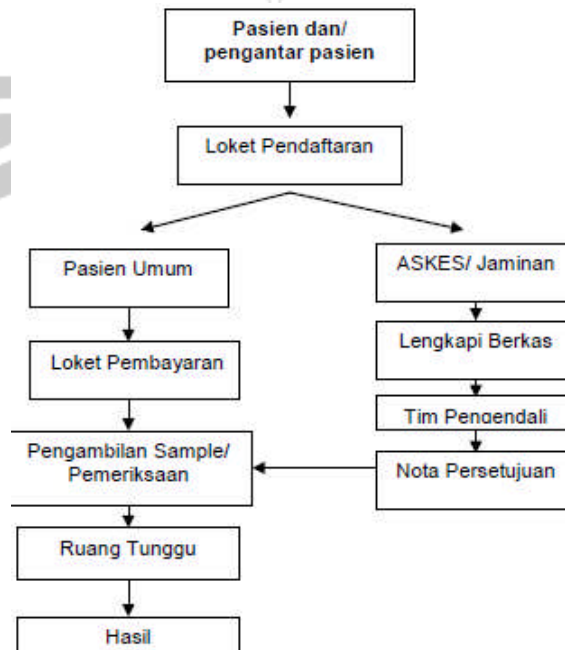 Pasien dan/
pengantar pasien
Loket Pendaftaran
Pasien Umum
ASKES/ Jaminan
Loket Pembayaran
Lengkapi Berkas
Tim Pengendali
Pengambilan Sample/
Pemeriksaan
Nota Persetujuan
Ruang Tunggu
Hasil